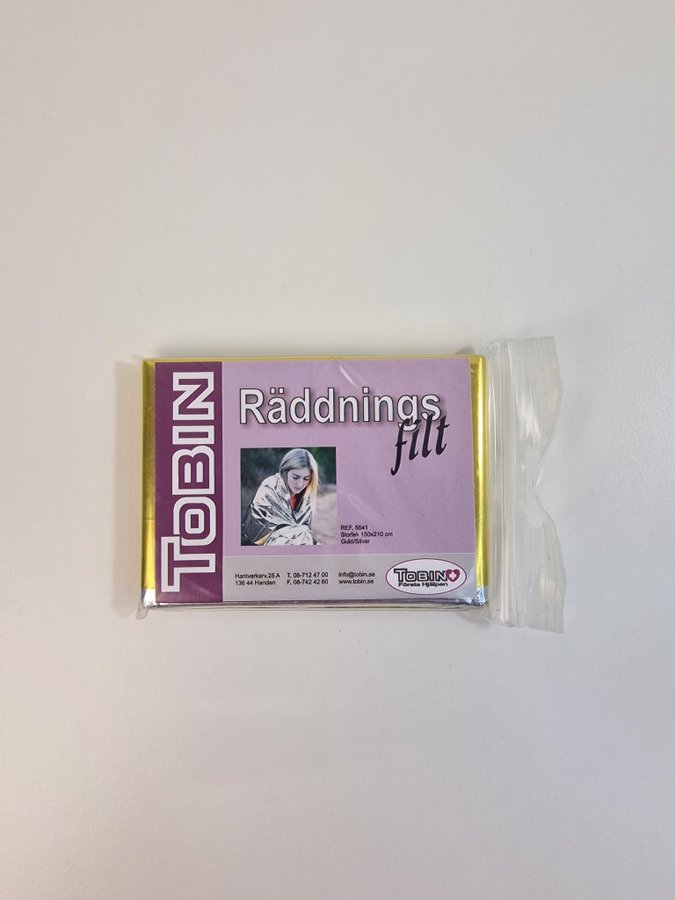 TOBIN
Räddnings
filt
REF. 5641
Storlek 150x210 cm
Guld/Silver
Hantverkarv.25 A T. 08-712 47 00 info@tobin.se
136 44 Handen F. 08-742 42 60 www.tobin.se
TOBIN
Första Hjälpen